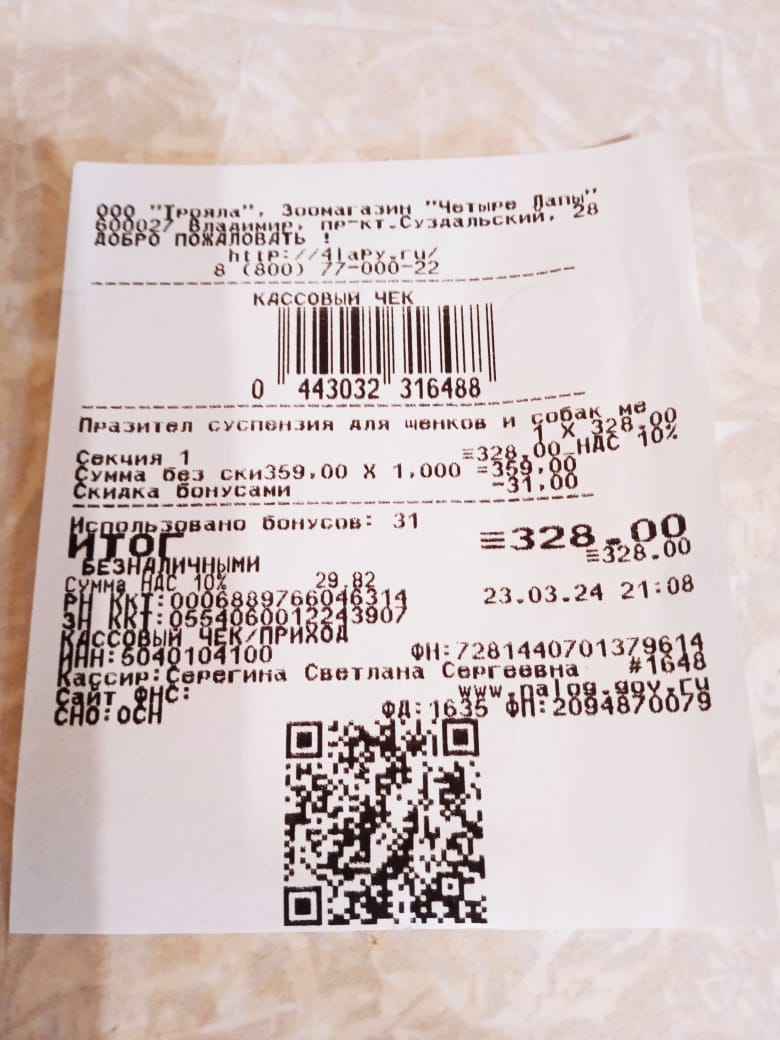 ООО "Трояла", Зоомагазин "Четыре Лапы"
600027 Владимир, пр-кт.Суздальский, 28
ДОБРО ПОЖАЛОВАТЬ !
http://4lapy.ru/
8 (800) 77-000-22
КАССОВЫЙ ЧЕК
0 443032 316488
Празител суспензия для щенков и собак ме
1 X 328.00
Секция 1 ≡328.00 НДС 10%
Сумма без ски359,00 X 1,000 =359,00
Скидка бонусами -31,00
Использовано бонусов: 31
ИТОГ ≡328.00
БЕЗНАЛИЧНЫМИ ≡328.00
Сумма НДС 10% 29.82
РН ККТ:0006889766046314 23.03.24 21:08
ЗН ККТ:0554060012243907
КАССОВЫЙ ЧЕК/ПРИХОД
ИНН:5040104100 ФН:7281440701379614
Кассир:Серегина Светлана Сергеевна #1648
Сайт ФНС: www.nalog.gov.ru
СНО:ОСН ФД:1635 ФП:2094870079